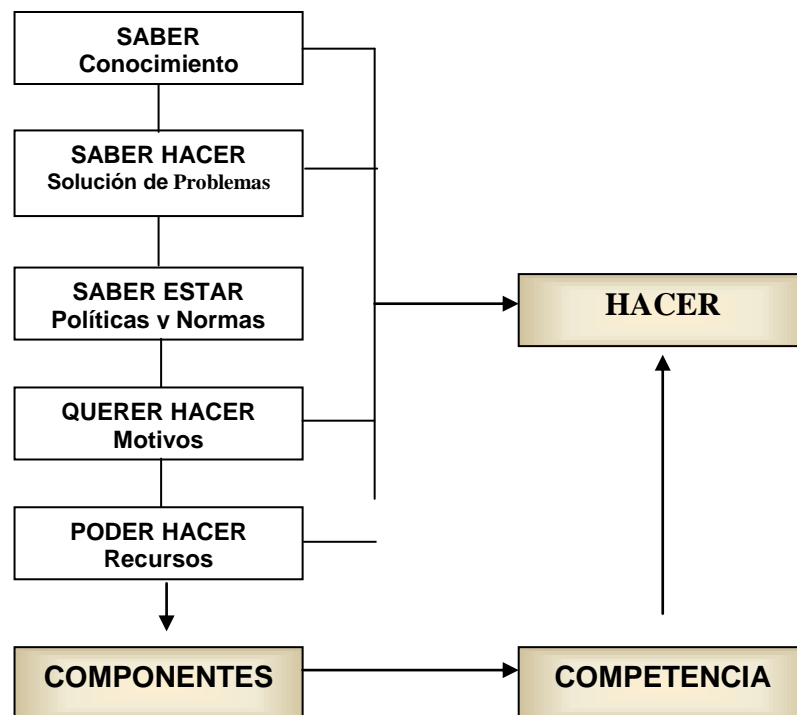 SABER
Conocimiento
SABER HACER
Solución de Problemas
SABER ESTAR
Políticas y Normas
QUERER HACER
Motivos
PODER HACER
Recursos
HACER
COMPONENTES
COMPETENCIA